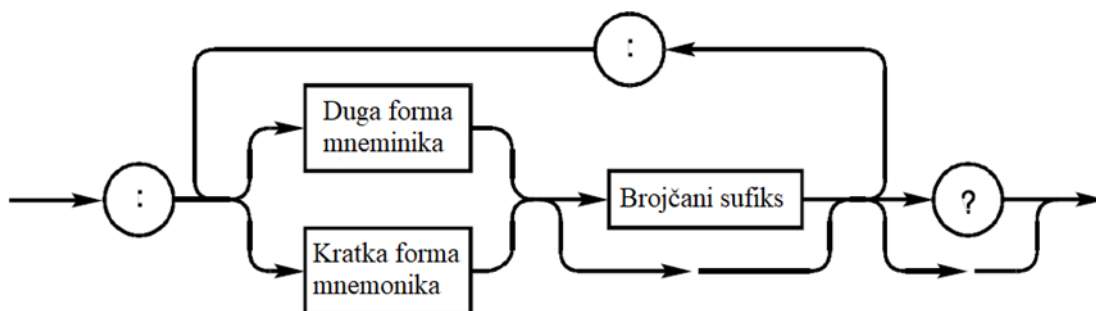 :
Duga forma
mneminika
:
Brojčani sufiks
?
Kratka forma
mnemonika